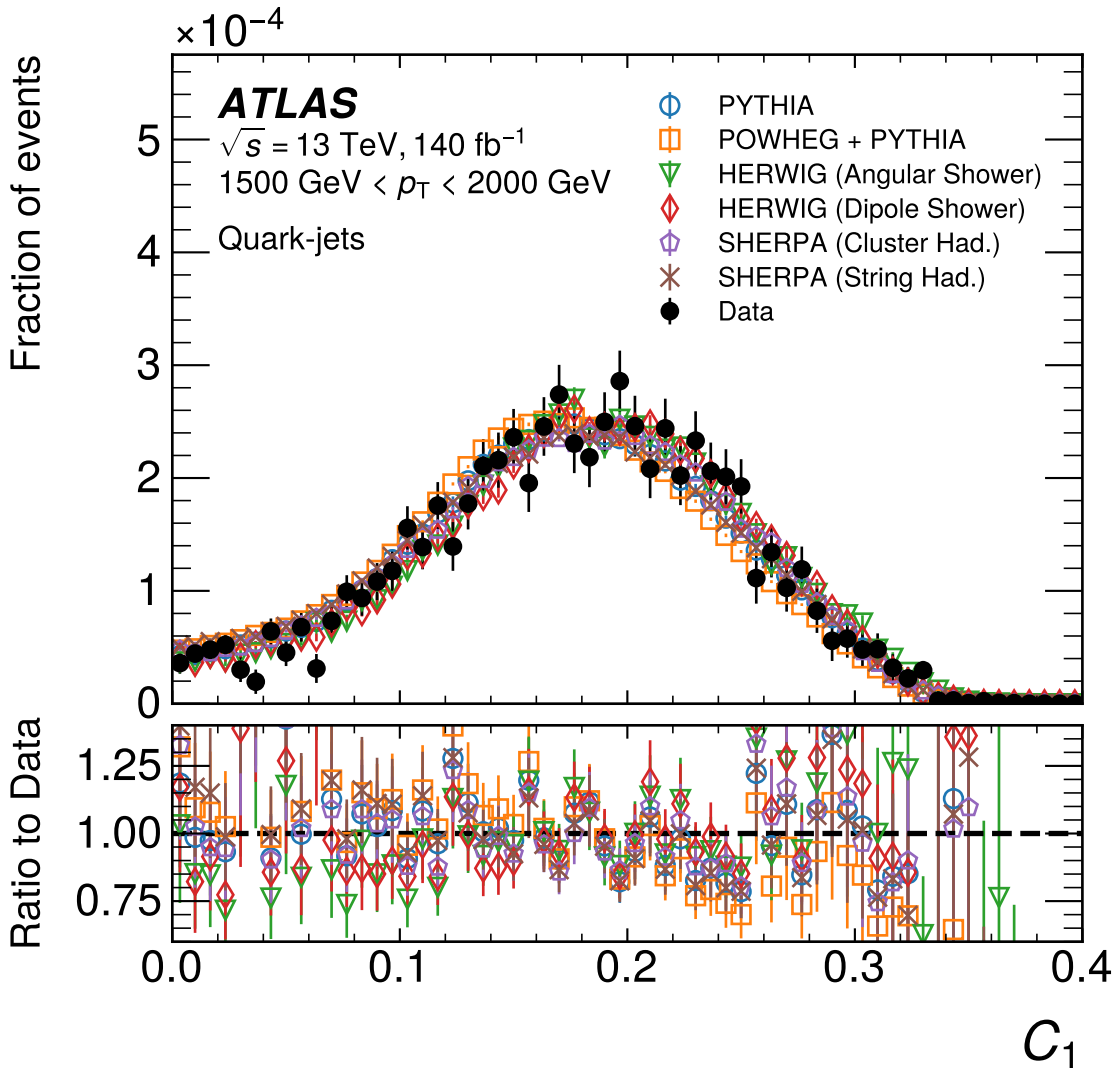 ×10⁻⁴
Fraction of events
5
4
3
2
1
0
ATLAS
√s = 13 TeV, 140 fb⁻¹
1500 GeV < pT < 2000 GeV
Quark-jets
PYTHIA
POWHEG + PYTHIA
HERWIG (Angular Shower)
HERWIG (Dipole Shower)
SHERPA (Cluster Had.)
SHERPA (String Had.)
Data
Ratio to Data
1.25
1.00
0.75
0.0 0.1 0.2 0.3 0.4
C₁